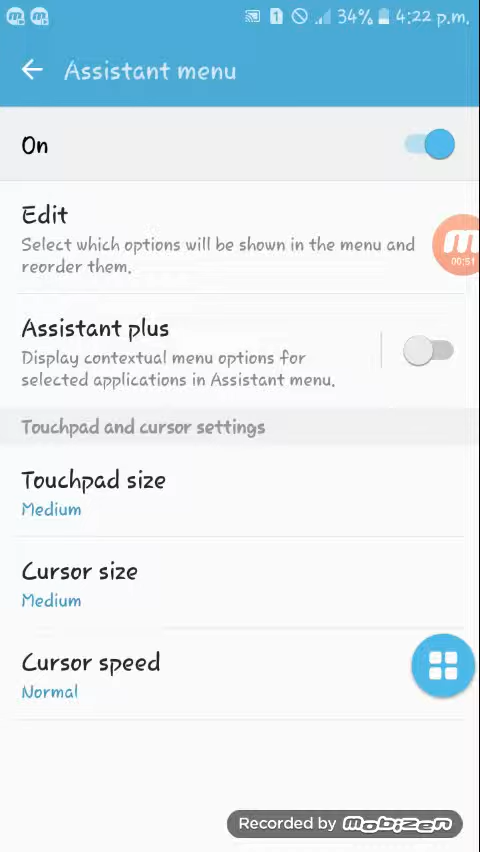 1 34% 4:22 p.m.
Assistant menu
On
Edit
Select which options will be shown in the menu and
reorder them.
00:51
Assistant plus
Display contextual menu options for
selected applications in Assistant menu.
Touchpad and cursor settings
Touchpad size
Medium
Cursor size
Medium
Cursor speed
Normal
Recorded by mobizen